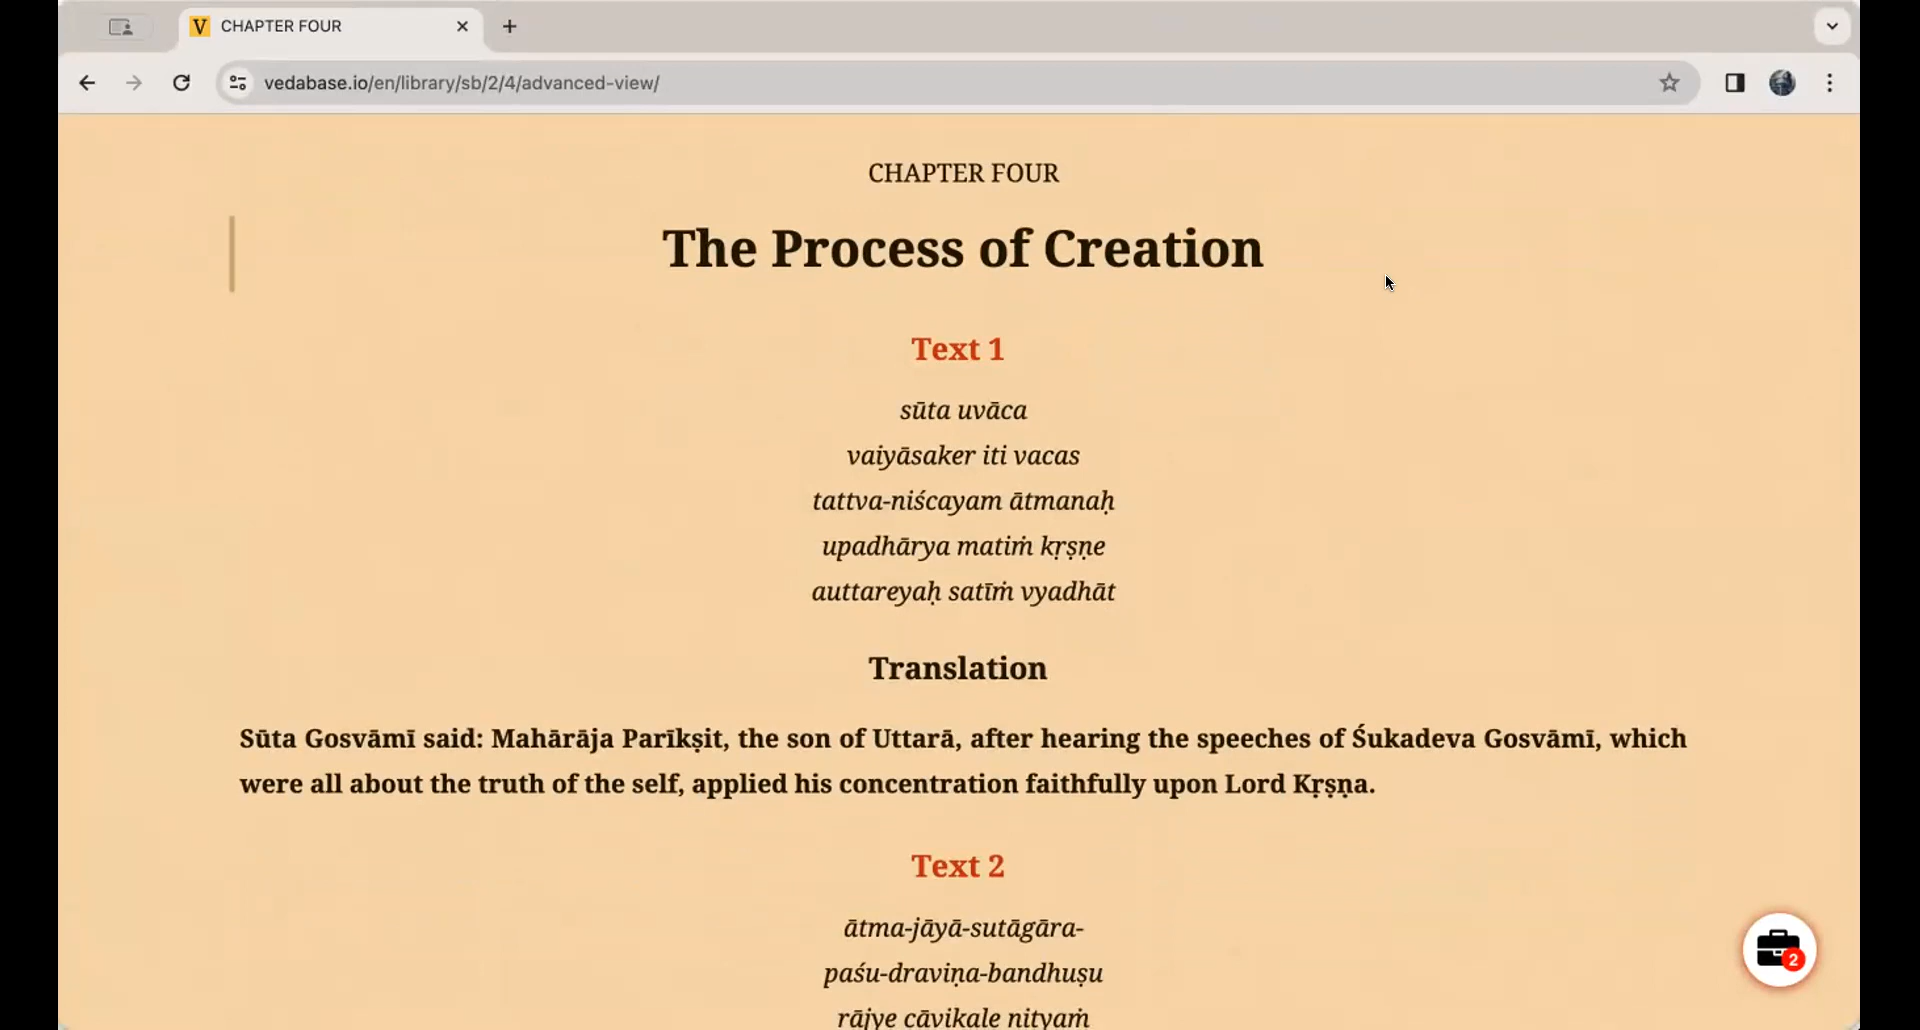 CHAPTER FOUR
vedabase.io/en/library/sb/2/4/advanced-view/
CHAPTER FOUR
The Process of Creation
Text 1
sūta uvāca
vaiyāsaker iti vacas
tattva-niścayam ātmanaḥ
upadhārya matiṁ kṛṣṇe
auttareyaḥ satīṁ vyadhāt
Translation
Sūta Gosvāmī said: Mahārāja Parīkṣit, the son of Uttarā, after hearing the speeches of Śukadeva Gosvāmī, which
were all about the truth of the self, applied his concentration faithfully upon Lord Kṛṣṇa.
Text 2
ātma-jāyā-sutāgāra-
paśu-draviṇa-bandhuṣu
rājye cāvikale nityaṁ
2